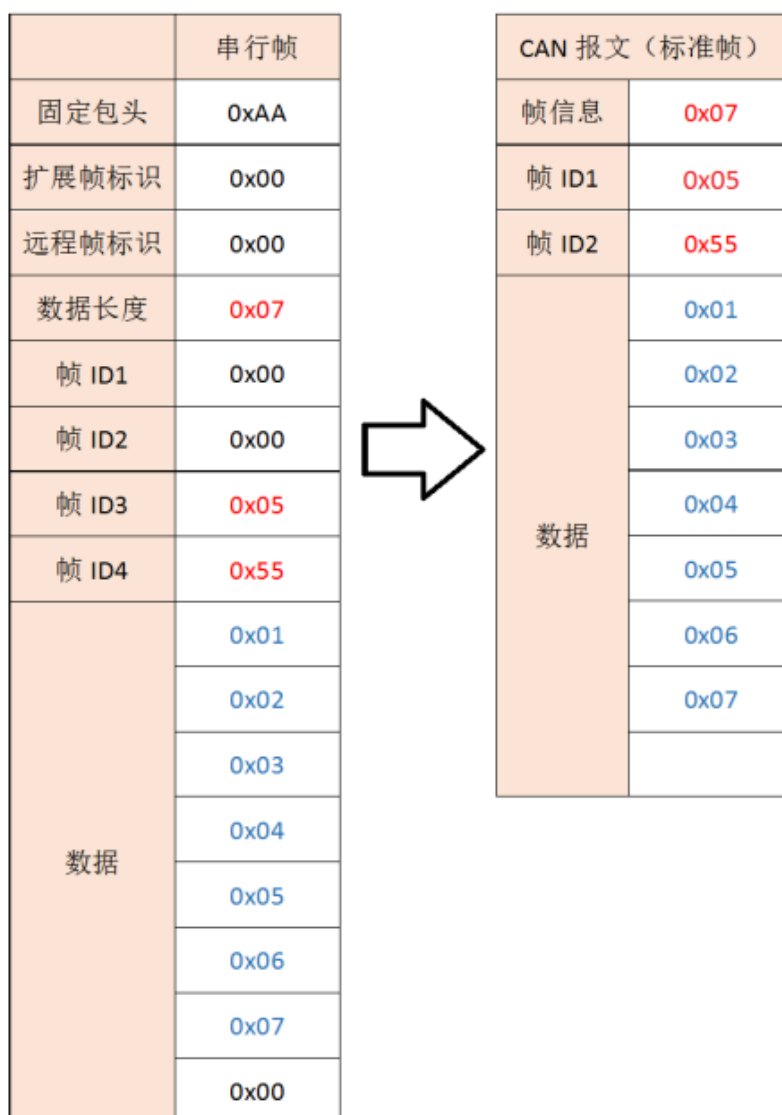 串行帧
固定包头 0xAA
扩展帧标识 0x00
远程帧标识 0x00
数据长度 0x07
帧 ID1 0x00
帧 ID2 0x00
帧 ID3 0x05
帧 ID4 0x55
数据
0x01
0x02
0x03
0x04
0x05
0x06
0x07
0x00
CAN 报文（标准帧）
帧信息 0x07
帧 ID1 0x05
帧 ID2 0x55
数据
0x01
0x02
0x03
0x04
0x05
0x06
0x07